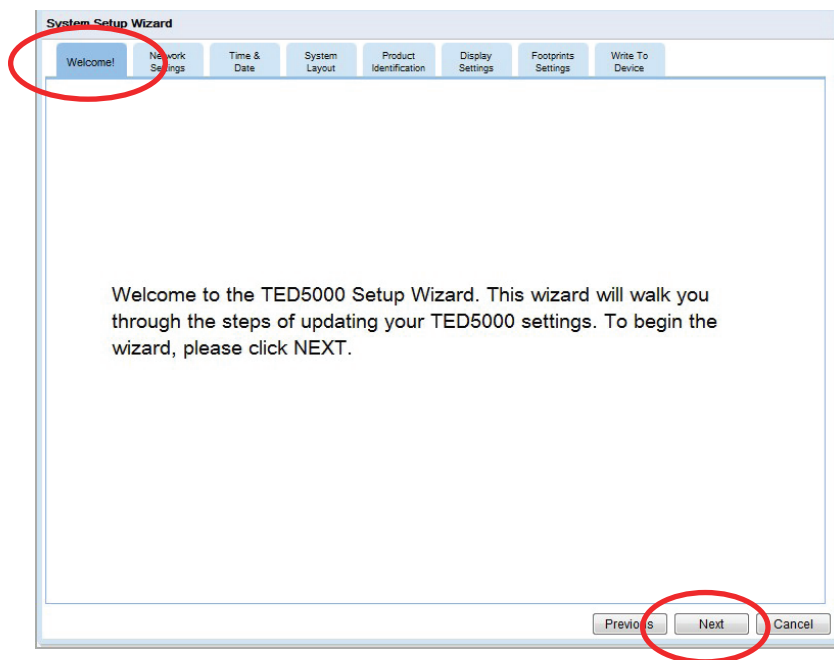 System Setup Wizard
Welcome!
Network
Settings
Time &
Date
System
Layout
Product
Identification
Display
Settings
Footprints
Settings
Write To
Device
Welcome to the TED5000 Setup Wizard. This wizard will walk you
through the steps of updating your TED5000 settings. To begin the
wizard, please click NEXT.
Previous Next Cancel